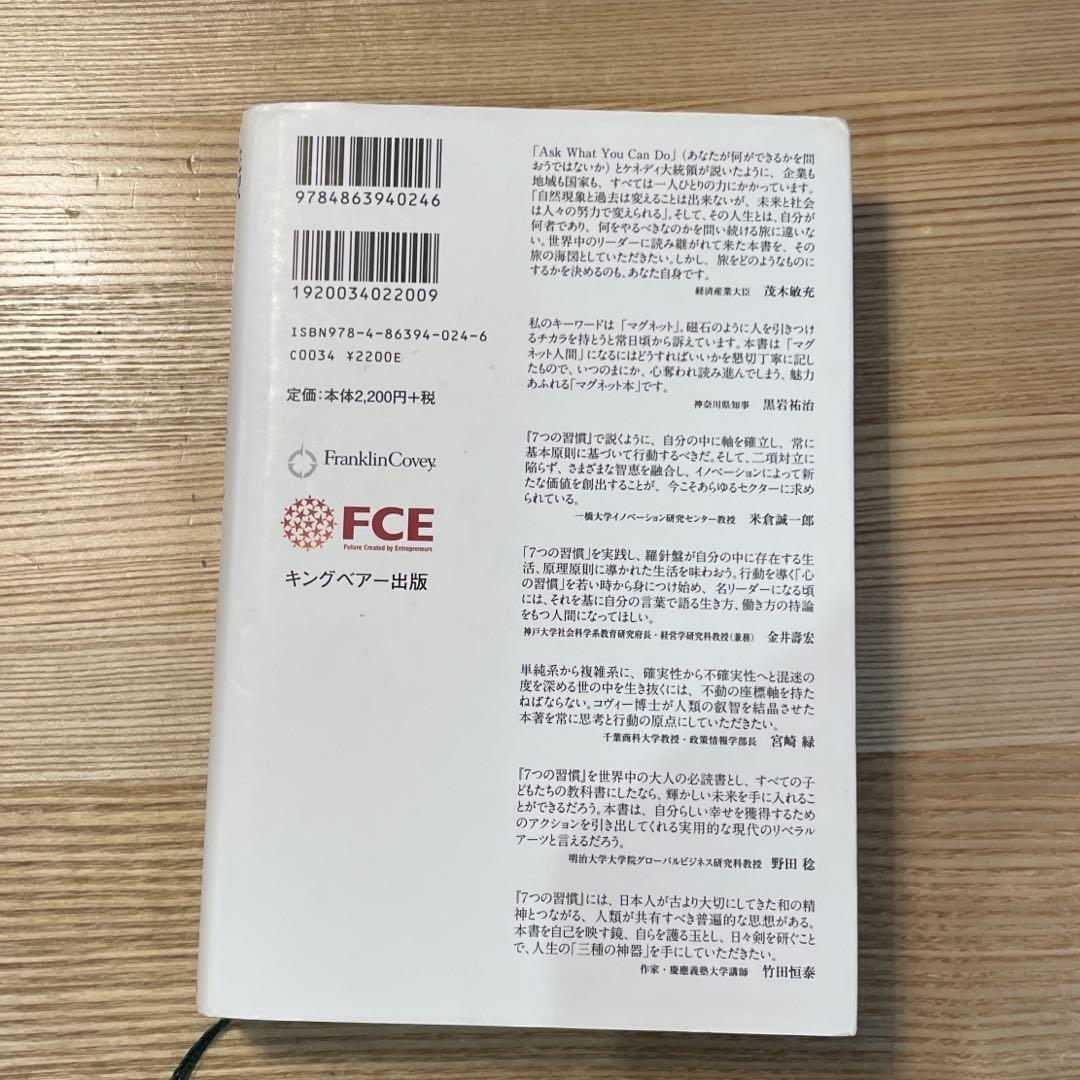 9784863940246
1920034022009
ISBN978-4-86394-024-6
C0034 ¥2200E
定価:本体2,200円+税
FranklinCovey
FCE
Future Created by Entrepreneurs
キングベアー出版
「Ask What You Can Do」(あなたが何ができるかを問
おうではないか)とケネディ大統領が説いたように、企業も
地域も国家も、すべては一人ひとりの力にかかっています。
「自然現象と過去は変えることは出来ないが、未来と社会
は人々の努力で変えられる」。そして、その人生とは、自分が
何者であり、何をやるべきなのかを問い続ける旅に違いな
い。世界中のリーダーに読み継がれて来た本書を、その
旅の海図としていただきたい。しかし、旅をどのようなものに
するかを決めるのも、あなた自身です。
経済産業大臣 茂木敏充
私のキーワードは「マグネット」。磁石のように人を引きつけ
るチカラを持とうと常日頃から訴えています。本書は「マグ
ネット人間」になるにはどうすればいいかを懇切丁寧に記し
たもので、いつのまにか、心奪われ読み進んでしまう、魅力
あふれる「マグネット本」です。
神奈川県知事 黒岩祐治
『7つの習慣』で説くように、自分の中に軸を確立し、常に
基本原則に基づいて行動するべきだ。そして、二項対立に
陥らず、さまざまな智恵を融合し、イノベーションによって新
たな価値を創出することが、今こそあらゆるセクターに求め
られている。
一橋大学イノベーション研究センター教授 米倉誠一郎
「7つの習慣」を実践し、羅針盤が自分の中に存在する生
活、原理原則に導かれた生活を味わおう。行動を導く「心
の習慣」を若い時から身につけ始め、名リーダーになる頃
には、それを基に自分の言葉で語る生き方、働き方の持論
をもつ人間になってほしい。
神戸大学社会科学系教育研究府長・経営学研究科教授(兼務) 金井壽宏
単純系から複雑系に、確実性から不確実性へと混迷の
度を深める世の中を生き抜くには、不動の座標軸を持た
ねばならない。コヴィー博士が人類の叡智を結晶させた
本著を常に思考と行動の原点にしていただきたい。
千葉商科大学教授・政策情報学部長 宮崎 緑
『7つの習慣』を世界中の大人の必読書とし、すべての子
どもたちの教科書にしたなら、輝かしい未来を手に入れるこ
とができるだろう。本書は、自分らしい幸せを獲得するため
のアクションを引き出してくれる実用的な現代のリベラル
アーツと言えるだろう。
明治大学大学院グローバルビジネス研究科教授 野田 稔
『7つの習慣』には、日本人が古より大切にしてきた和の精
神とつながる、人類が共有すべき普遍的な思想がある。
本書を自己を映す鏡、自らを護る玉とし、日々剣を研ぐこと
で、人生の「三種の神器」を手にしていただきたい。
作家・慶應義塾大学講師 竹田恒泰